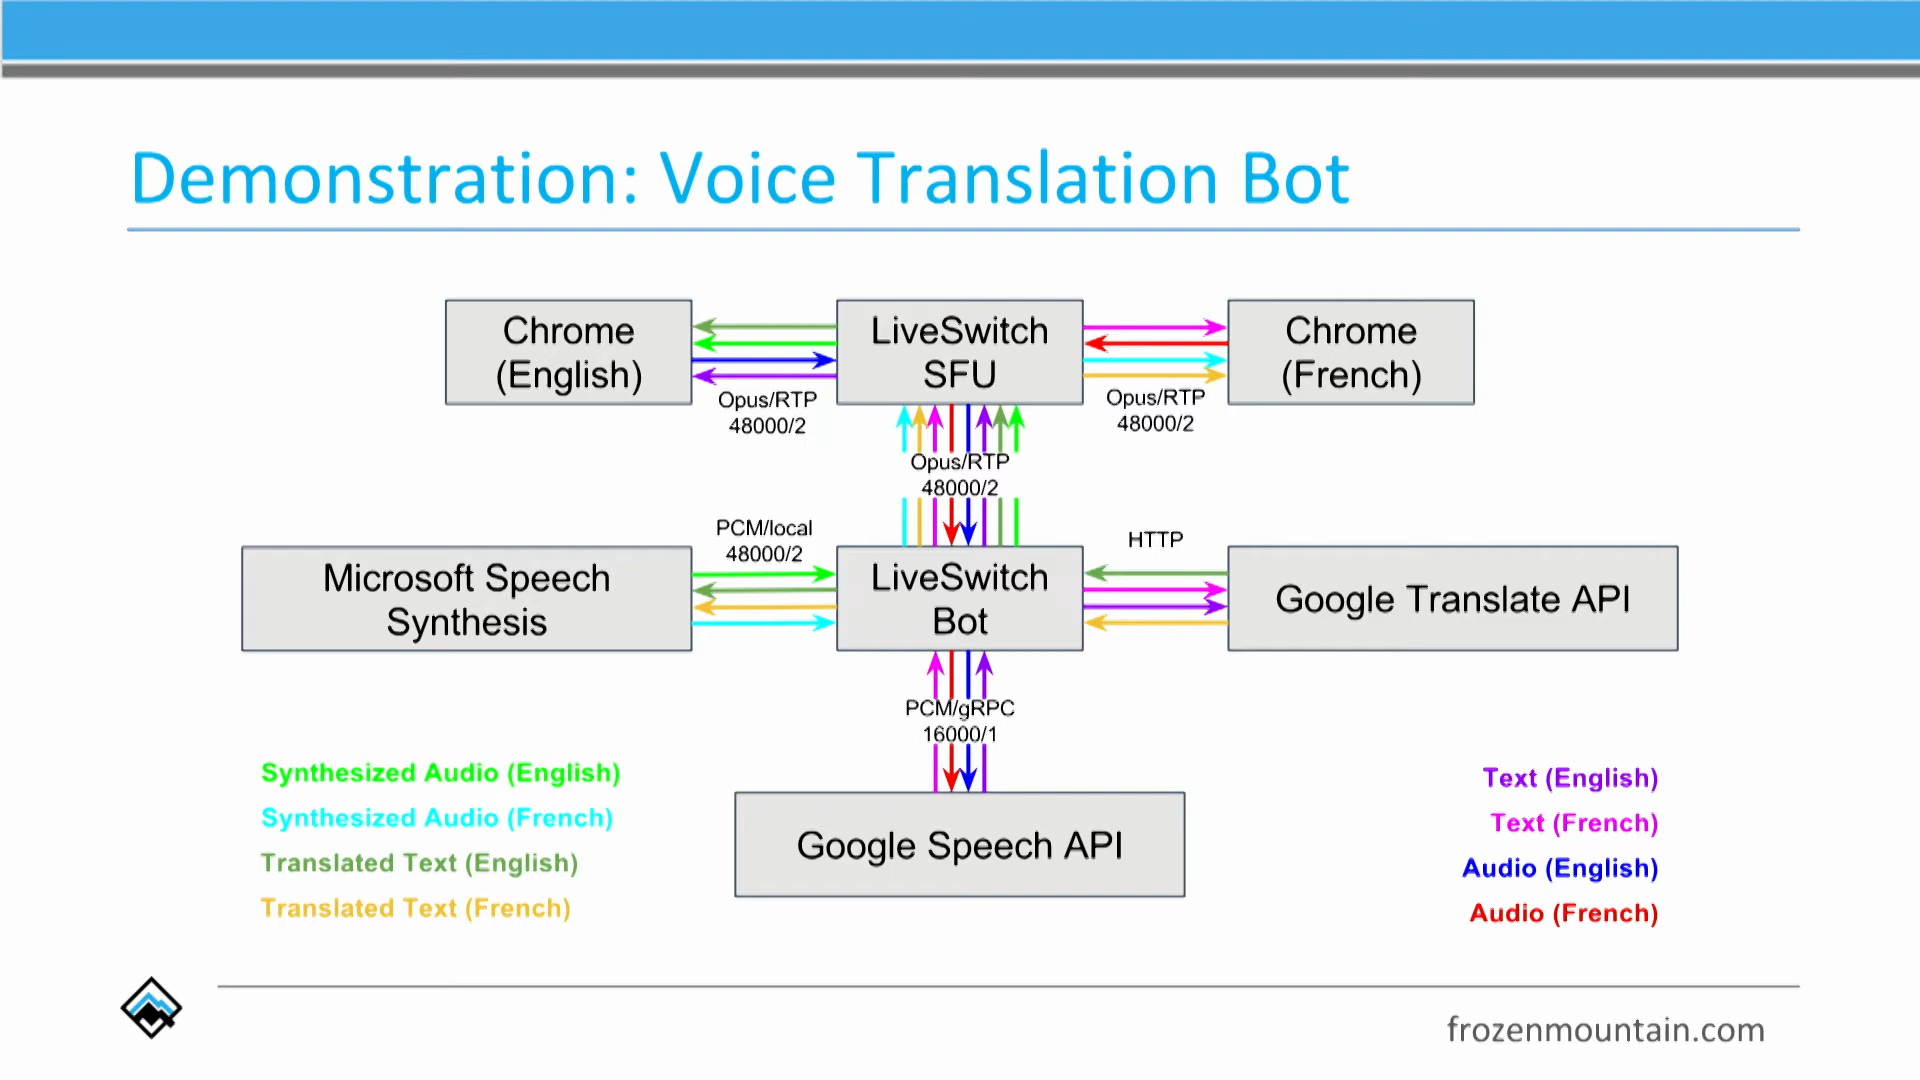 Demonstration: Voice Translation Bot
Chrome
(English)
LiveSwitch
SFU
Chrome
(French)
Opus/RTP
48000/2
Opus/RTP
48000/2
Opus/RTP
48000/2
PCM/local
48000/2
HTTP
Microsoft Speech
Synthesis
LiveSwitch
Bot
Google Translate API
PCM/gRPC
16000/1
Google Speech API
Synthesized Audio (English)
Synthesized Audio (French)
Translated Text (English)
Translated Text (French)
Text (English)
Text (French)
Audio (English)
Audio (French)
frozenmountain.com